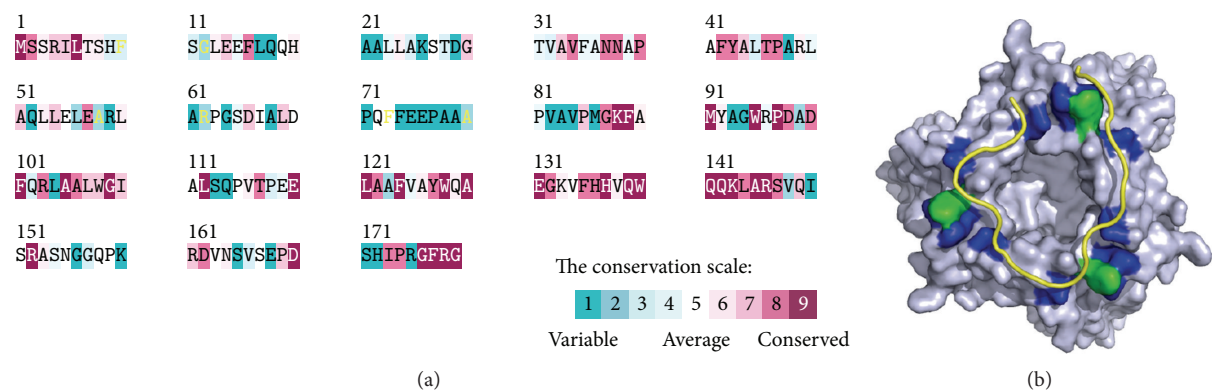 1 11 21 31 41
MSSRILTSHF SGLEEFLQQH AALLAKSTDG TVAVFANNAP AFYALTPARL
51 61 71 81 91
AQLLELEARL ARPGSDIALD PQFFEEPAAA PVAVPMGKFA MYAGWRPDAD
101 111 121 131 141
FQRLAALWGI ALSQPVTPEE LAAFVAYWQA EGKVFHHVQW QQKLARSVQI
151 161 171
SRASNGGQPK RDVNSVSEPD SHIPRGFRG
The conservation scale:
1 2 3 4 5 6 7 8 9
Variable Average Conserved
(a) (b)